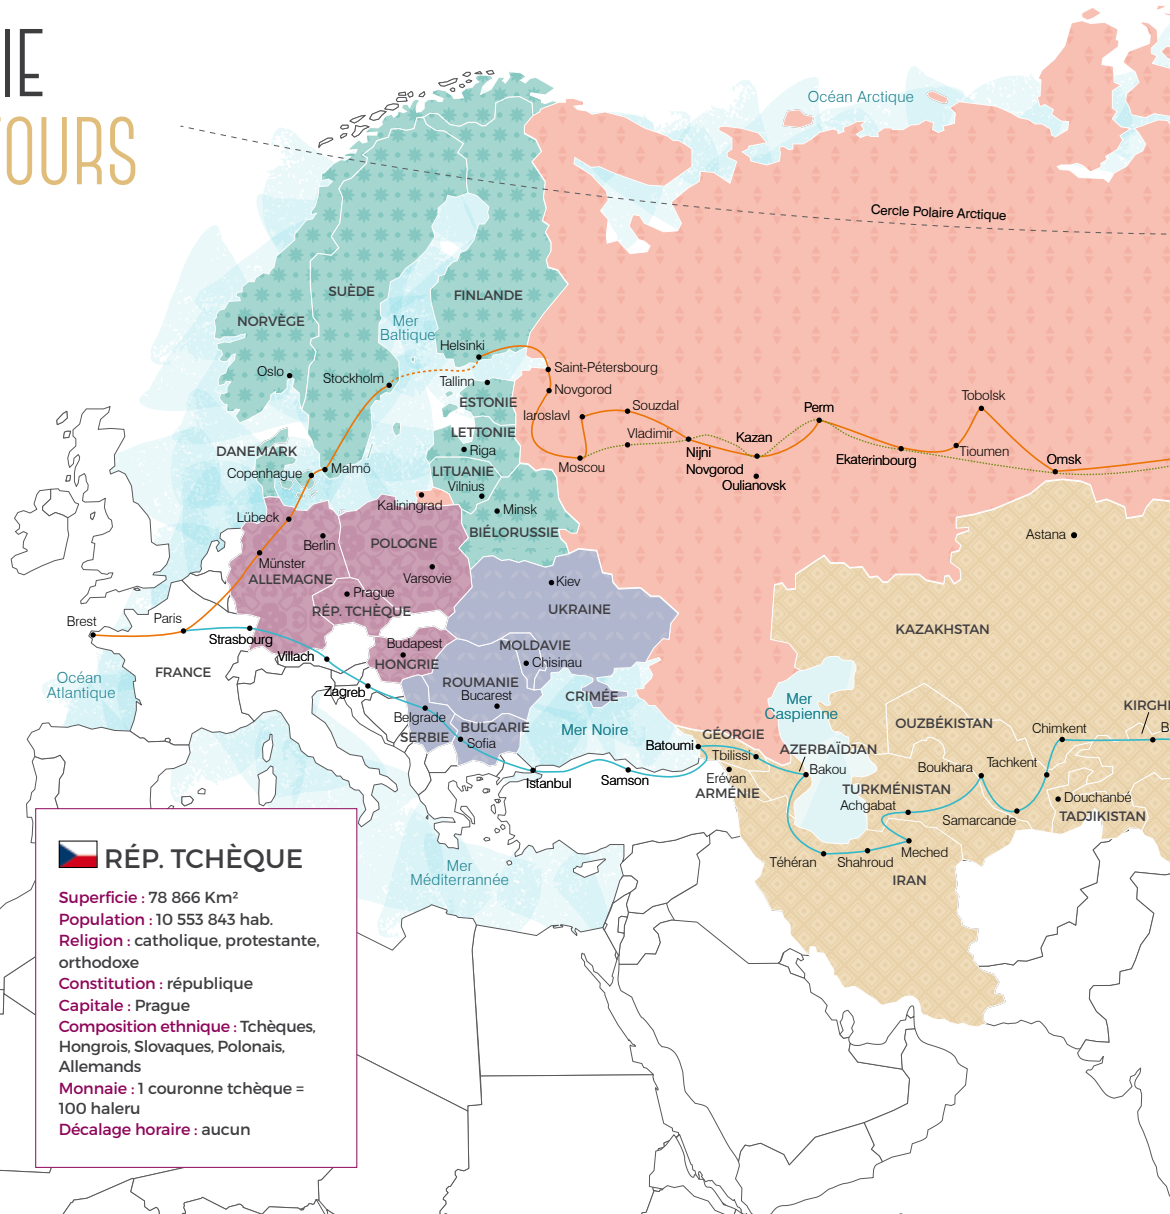 IE
TOURS
Océan Arctique
Cercle Polaire Arctique
SUÈDE
FINLANDE
NORVÈGE
Mer
Baltique
Helsinki
Oslo
Stockholm
Tallinn
ESTONIE
Saint-Pétersbourg
Novgorod
Iaroslavl
Souzdal
Vladimir
Moscou
Nijni
Novgorod
Kazan
Oulianovsk
Perm
Ekaterinbourg
Tobolsk
Tioumen
Omsk
LETTONIE
Riga
DANEMARK
Copenhague
Malmö
LITUANIE
Vilnius
Kaliningrad
Minsk
BIÉLORUSSIE
Lübeck
Berlin
POLOGNE
Münster
ALLEMAGNE
Varsovie
Prague
RÉP. TCHÈQUE
Kiev
UKRAINE
Astana
KAZAKHSTAN
Brest
Paris
Strasbourg
Villach
Budapest
HONGRIE
MOLDAVIE
Chisinau
Océan
Atlantique
FRANCE
Zagreb
ROUMANIE
Bucarest
CRIMÉE
Belgrade
SERBIE
BULGARIE
Sofia
Mer Noire
Mer
Caspienne
Batoumi
GÉORGIE
Tbilissi
AZERBAÏDJAN
Bakou
Erévan
ARMÉNIE
OUZBÉKISTAN
Chimkent
KIRGHI
B
Boukhara
Tachkent
TURKMÉNISTAN
Achgabat
Samarcande
Douchanbé
TADJIKISTAN
Istanbul
Samson
Téhéran
Shahroud
Meched
IRAN
Mer
Méditerrannée
RÉP. TCHÈQUE
Superficie : 78 866 Km²
Population : 10 553 843 hab.
Religion : catholique, protestante,
orthodoxe
Constitution : république
Capitale : Prague
Composition ethnique : Tchèques,
Hongrois, Slovaques, Polonais,
Allemands
Monnaie : 1 couronne tchèque =
100 haleru
Décalage horaire : aucun